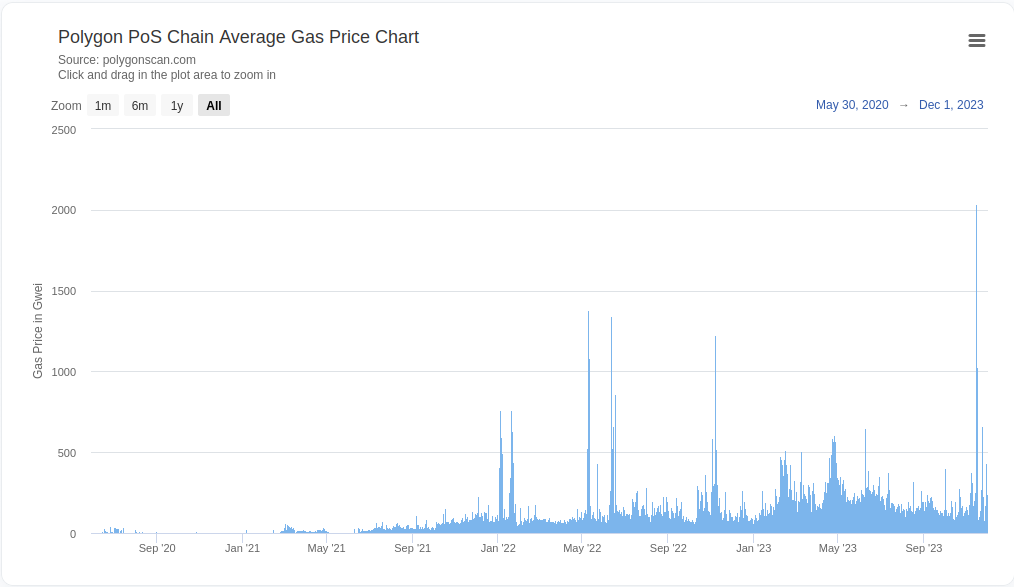 Polygon PoS Chain Average Gas Price Chart
Source: polygonscan.com
Click and drag in the plot area to zoom in
Zoom 1m 6m 1y All May 30, 2020 → Dec 1, 2023
2500
2000
1500
1000
500
0
Gas Price in Gwei
Sep '20 Jan '21 May '21 Sep '21 Jan '22 May '22 Sep '22 Jan '23 May '23 Sep '23